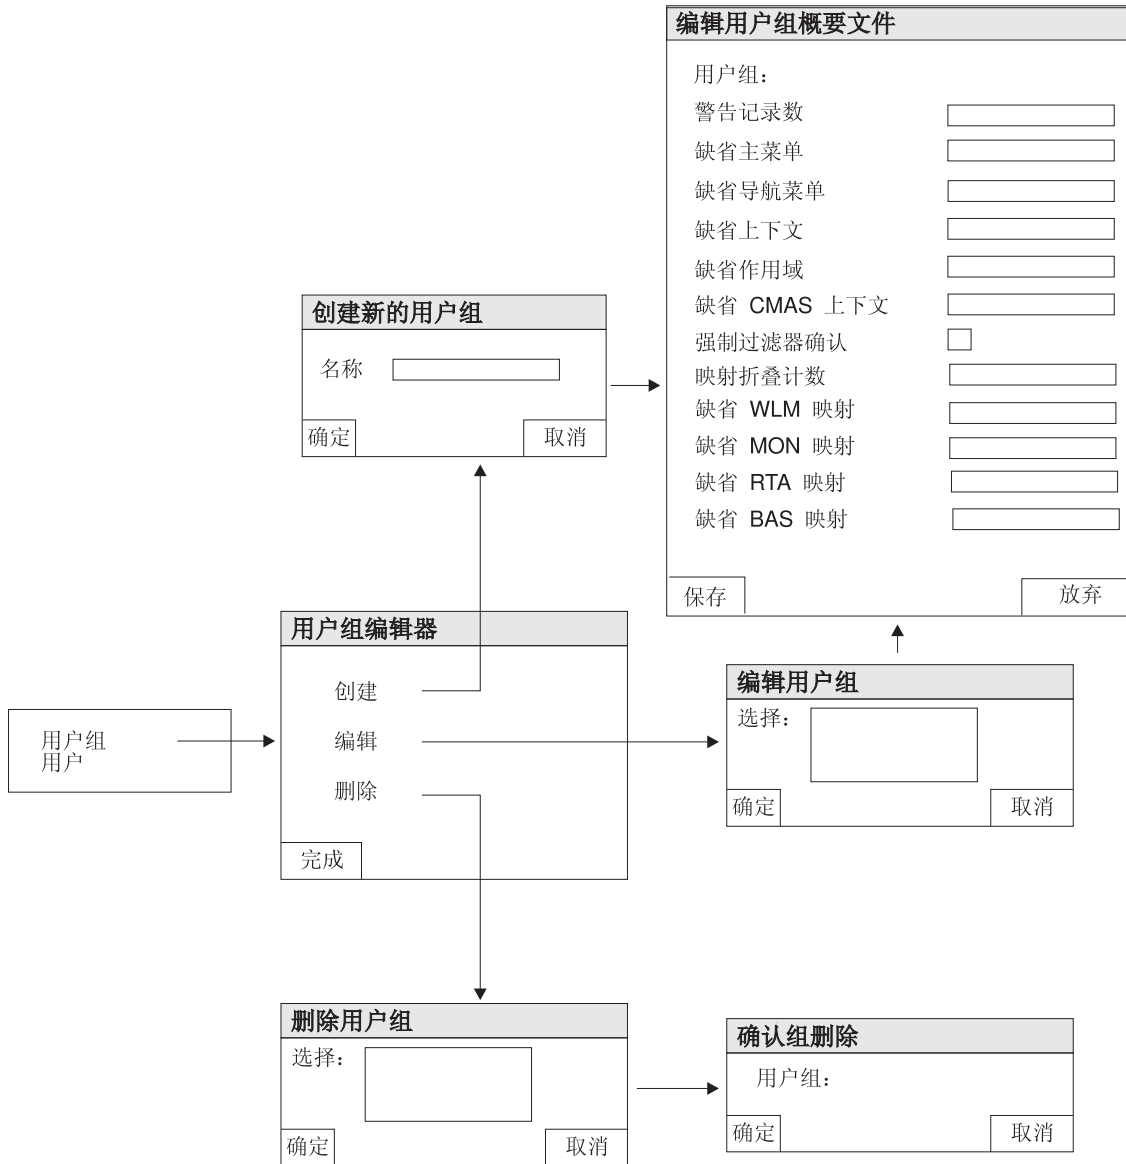 编辑用户组概要文件
用户组：
警告记录数
缺省主菜单
缺省导航菜单
缺省上下文
缺省作用域
缺省 CMAS 上下文
强制过滤器确认
映射折叠计数
缺省 WLM 映射
缺省 MON 映射
缺省 RTA 映射
缺省 BAS 映射
保存
放弃
创建新的用户组
名称
确定
取消
用户组
用户
用户组编辑器
创建
编辑
删除
完成
编辑用户组
选择：
确定
取消
删除用户组
选择：
确定
取消
确认组删除
用户组：
确定
取消